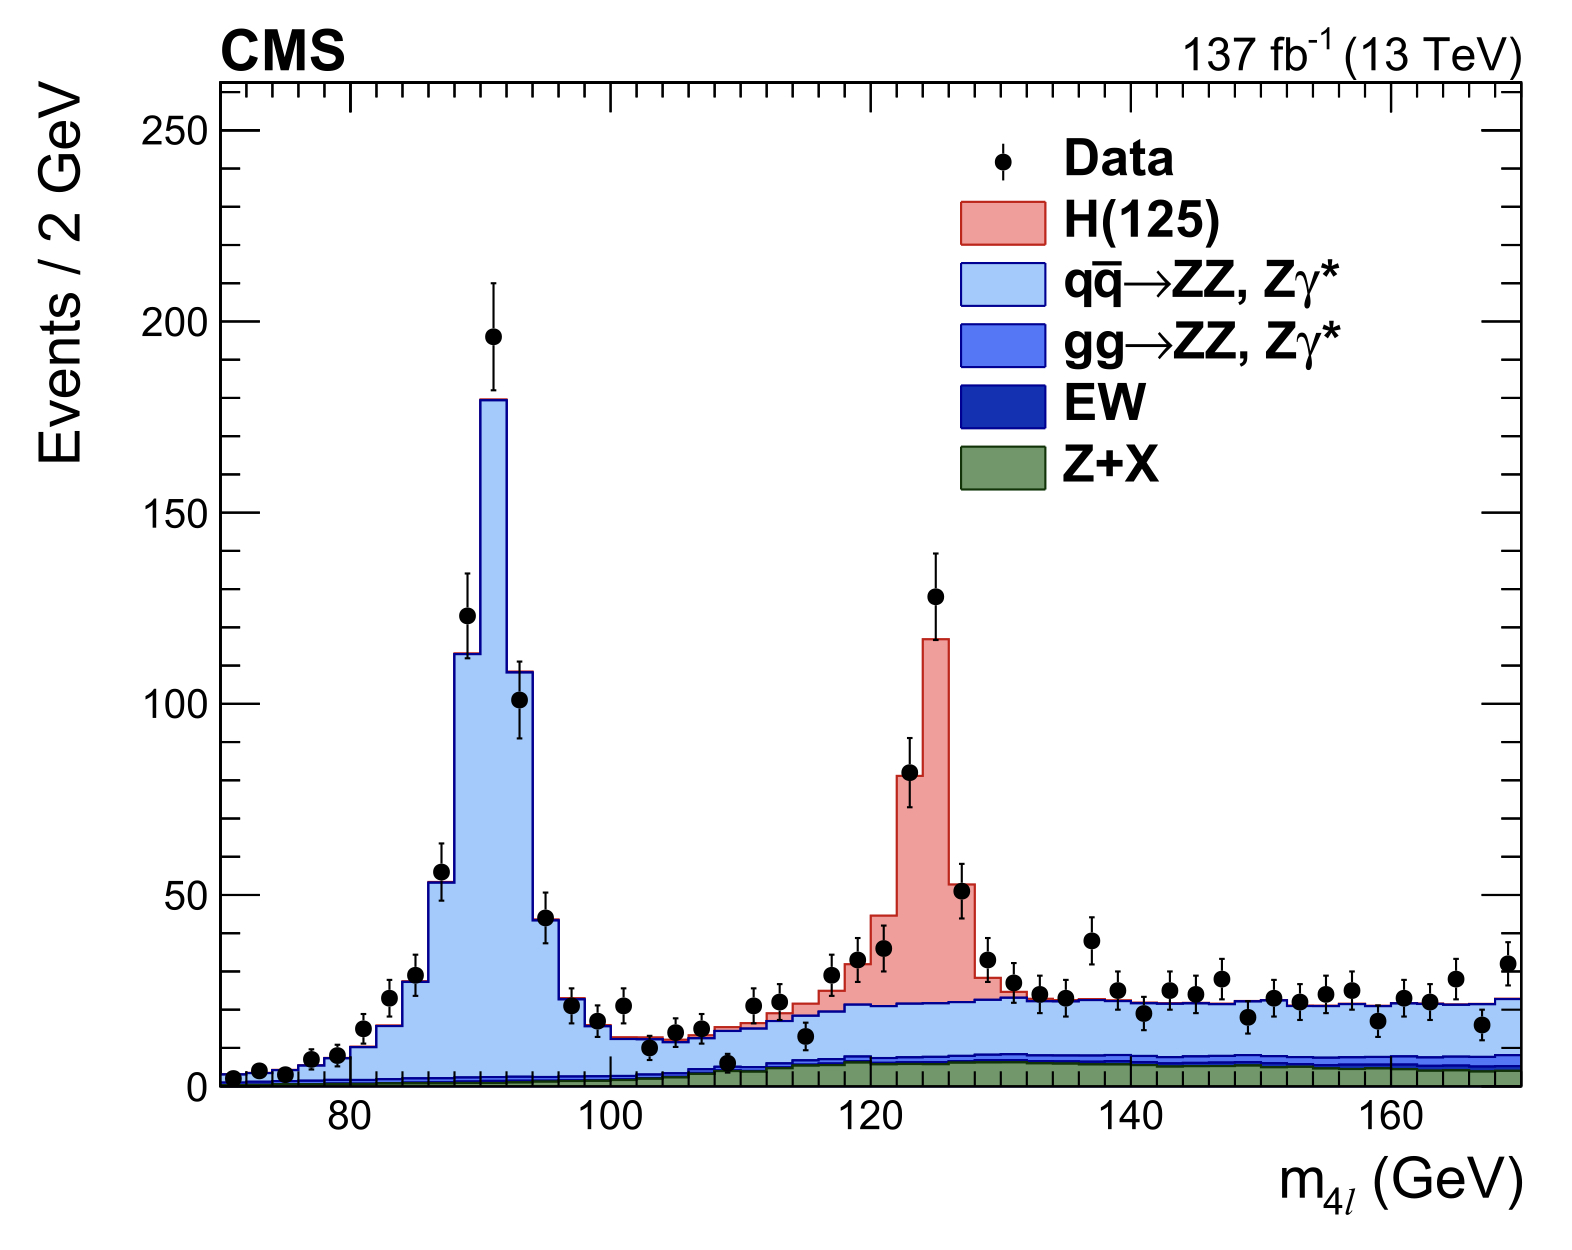 CMS
137 fb⁻¹ (13 TeV)
Events / 2 GeV
250
200
150
100
50
0
Data
H(125)
qq̅→ZZ, Zγ*
gg→ZZ, Zγ*
EW
Z+X
80 100 120 140 160
m₄ₗ (GeV)